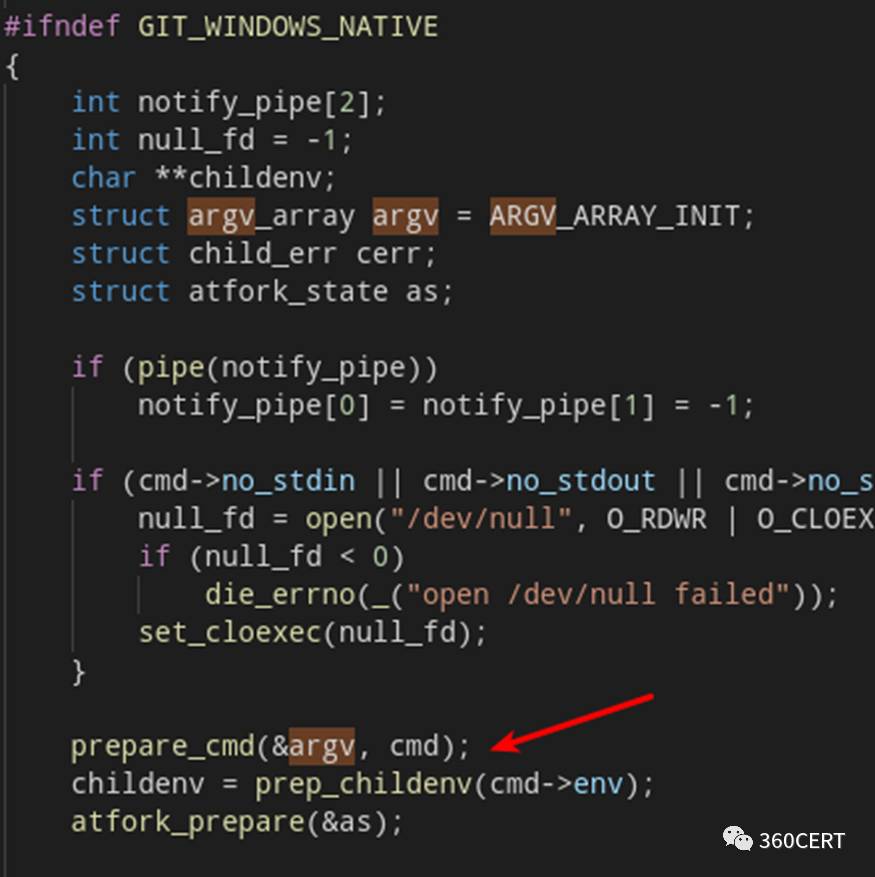 #ifndef GIT_WINDOWS_NATIVE
{
    int notify_pipe[2];
    int null_fd = -1;
    char **childenv;
    struct argv_array argv = ARGV_ARRAY_INIT;
    struct child_err cerr;
    struct atfork_state as;
    if (pipe(notify_pipe))
        notify_pipe[0] = notify_pipe[1] = -1;
    if (cmd->no_stdin || cmd->no_stdout || cmd->no_s
        null_fd = open("/dev/null", O_RDWR | O_CLOEX
        if (null_fd < 0)
            die_errno(_("open /dev/null failed"));
        set_cloexec(null_fd);
    }
    prepare_cmd(&argv, cmd);
    childenv = prep_childenv(cmd->env);
    atfork_prepare(&as);
360CERT